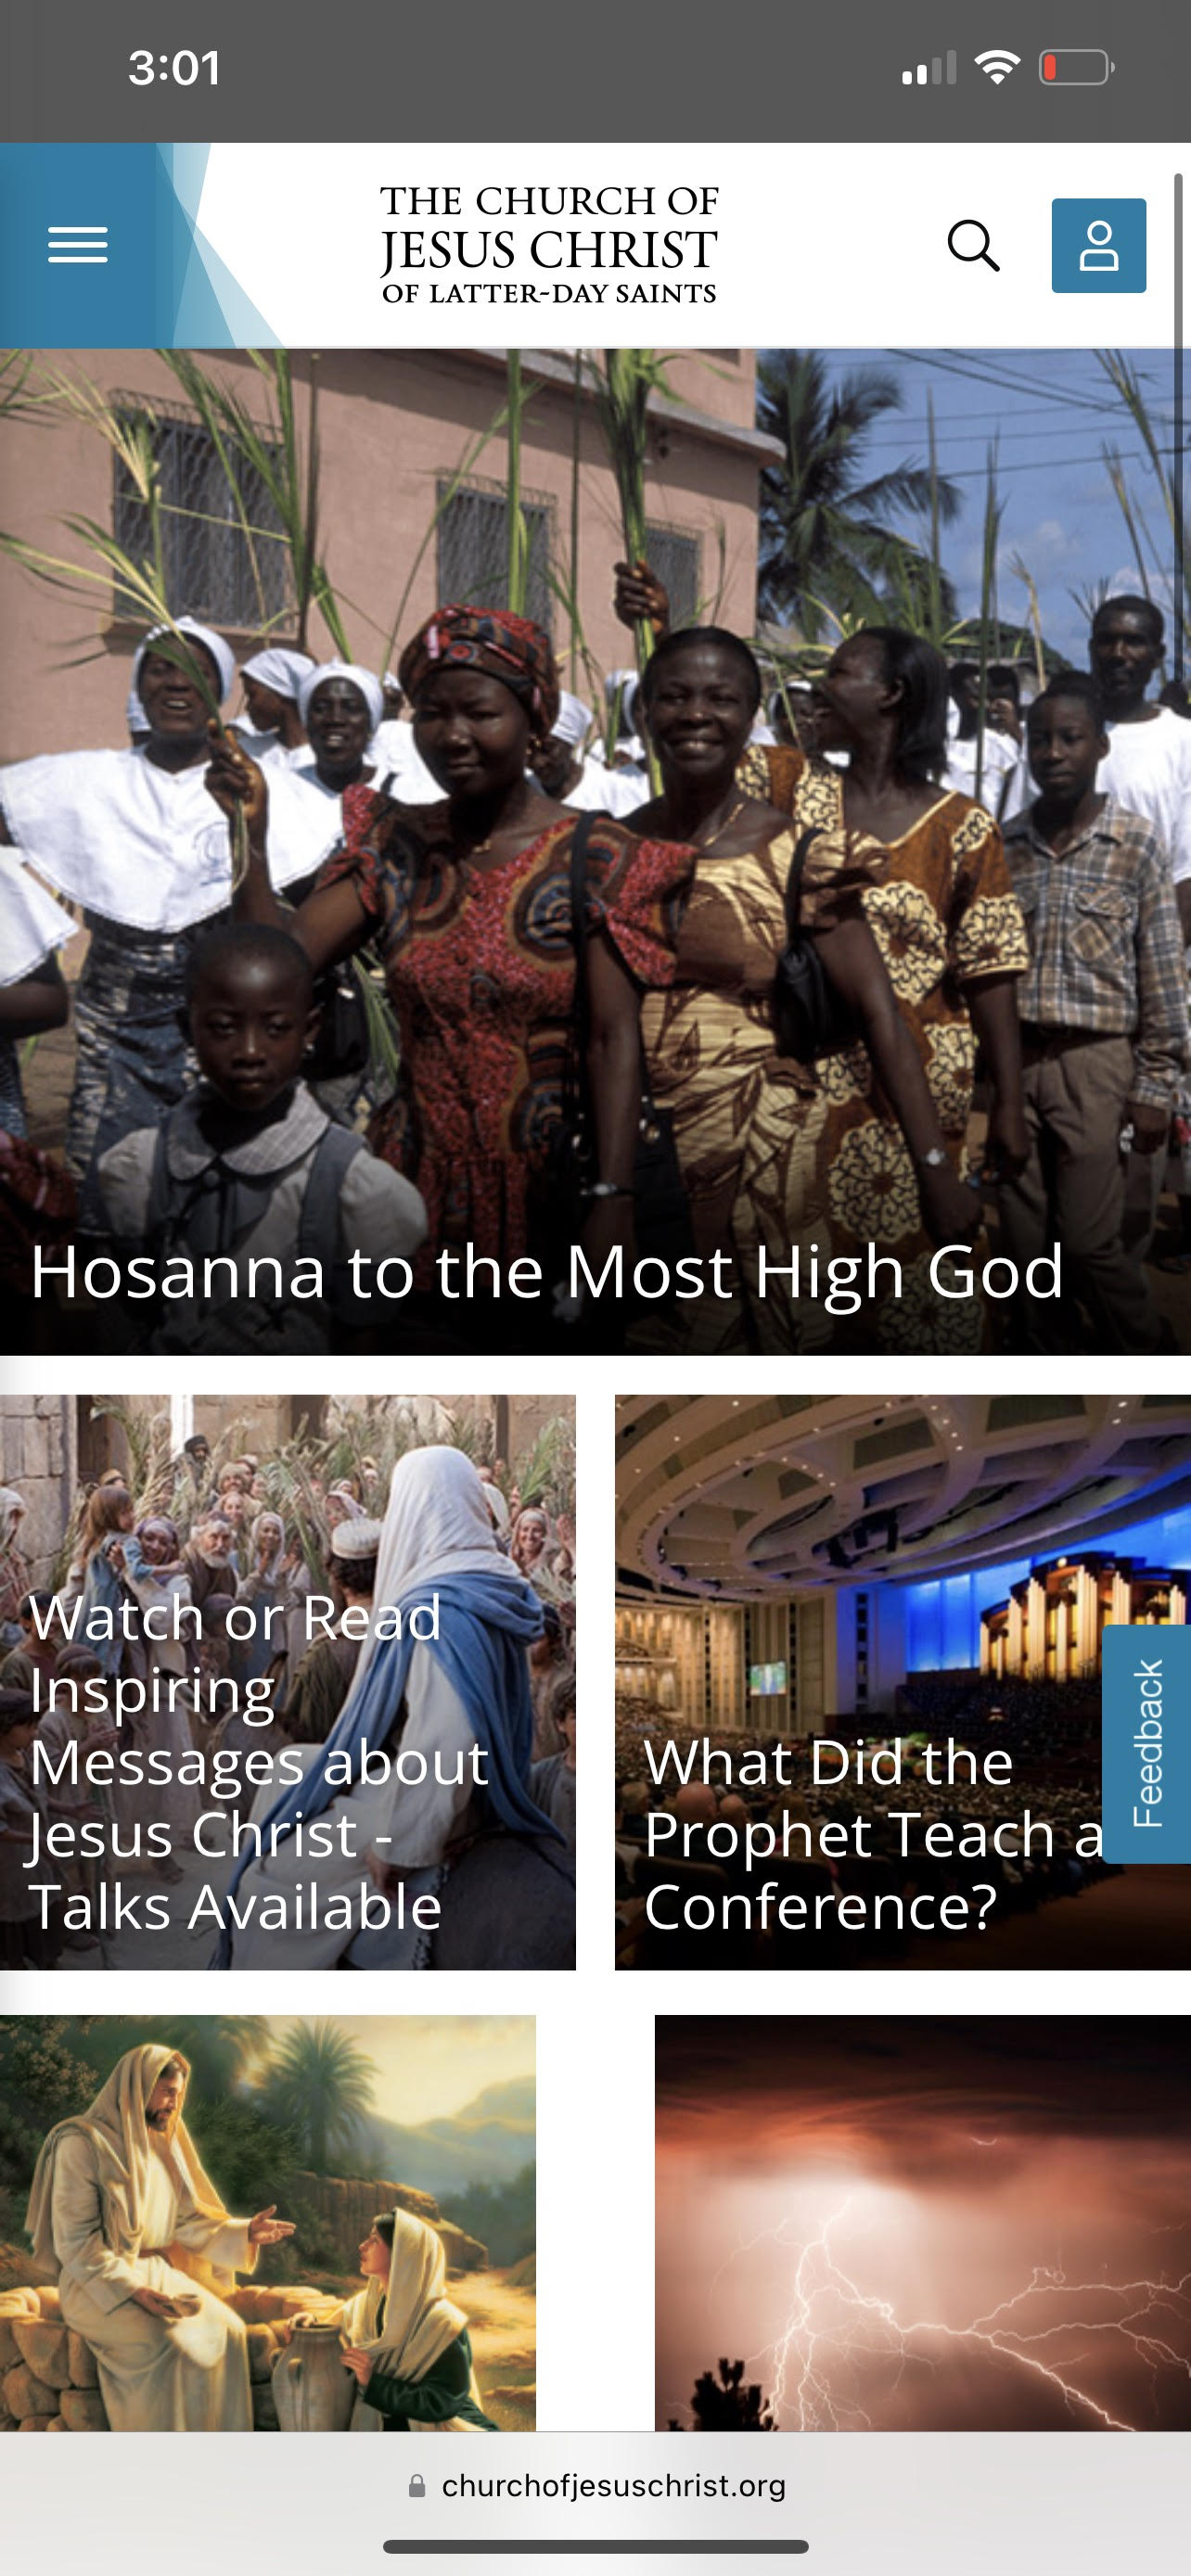 3:01
THE CHURCH OF
JESUS CHRIST
OF LATTER-DAY SAINTS
Hosanna to the Most High God
Watch or Read
Inspiring
Messages about
Jesus Christ -
Talks Available
What Did the
Prophet Teach a
Conference?
Feedback
churchofjesuschrist.org